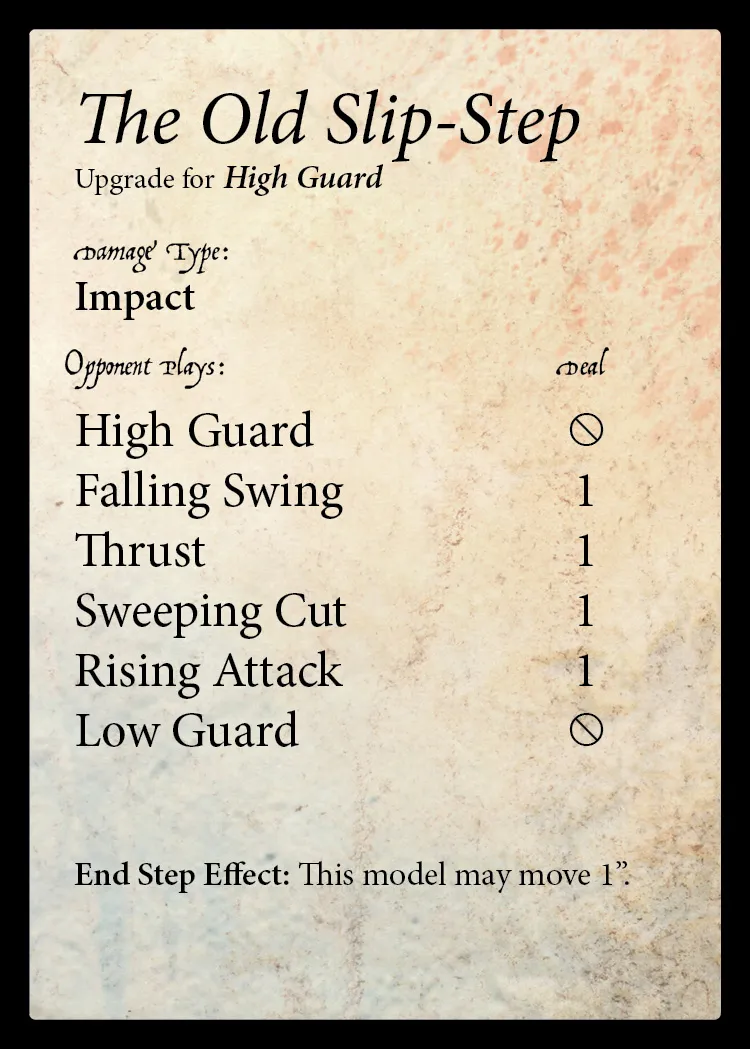 The Old Slip-Step
Upgrade for High Guard
Damage Type:
Impact
Opponent Plays: Deal
High Guard 🛇
Falling Swing 1
Thrust 1
Sweeping Cut 1
Rising Attack 1
Low Guard 🛇
End Step Effect: This model may move 1”.